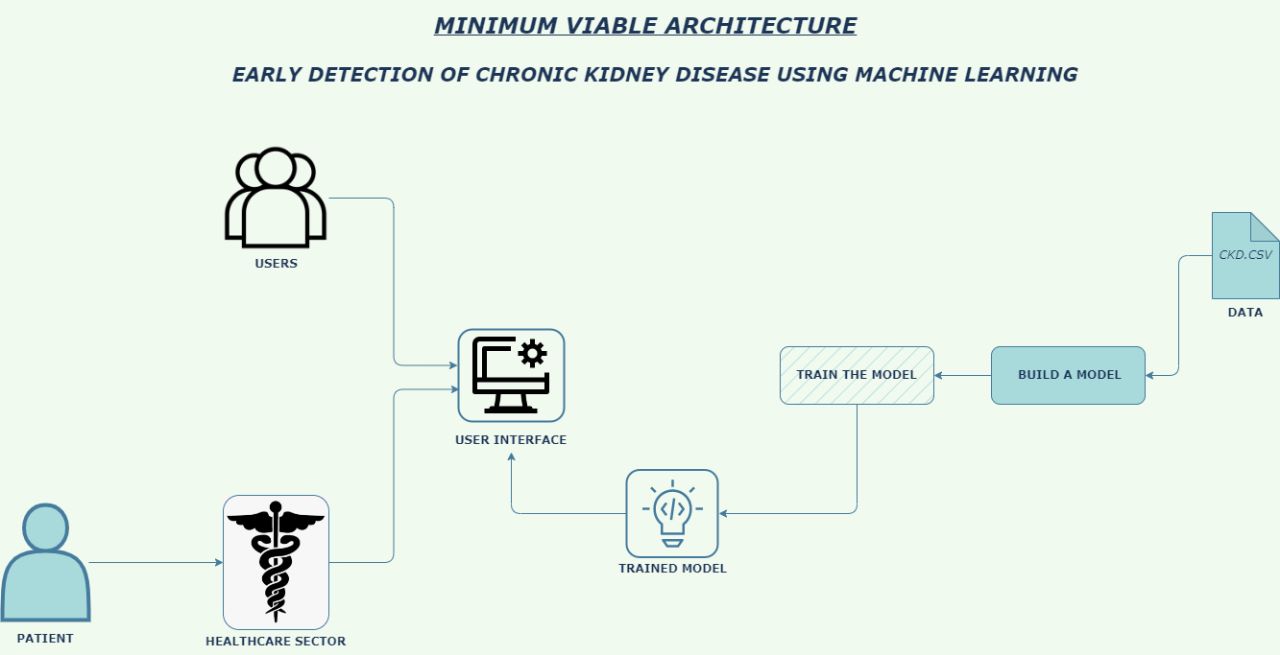 MINIMUM VIABLE ARCHITECTURE
EARLY DETECTION OF CHRONIC KIDNEY DISEASE USING MACHINE LEARNING
USERS
CKD.CSV
DATA
TRAIN THE MODEL
BUILD A MODEL
USER INTERFACE
</>
TRAINED MODEL
PATIENT
HEALTHCARE SECTOR